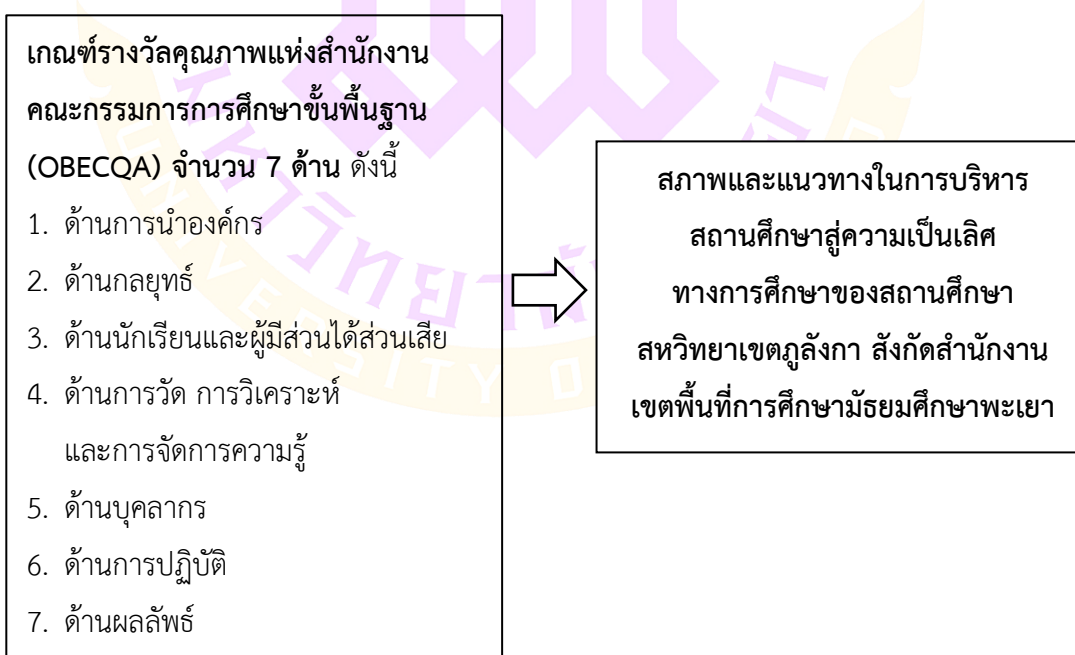 เกณฑ์รางวัลคุณภาพแห่งสำนักงาน
คณะกรรมการการศึกษาขั้นพื้นฐาน
(OBECQA) จำนวน 7 ด้าน ดังนี้
1. ด้านการนำองค์กร
2. ด้านกลยุทธ์
3. ด้านนักเรียนและผู้มีส่วนได้ส่วนเสีย
4. ด้านการวัด การวิเคราะห์
และการจัดการความรู้
5. ด้านบุคลากร
6. ด้านการปฏิบัติ
7. ด้านผลลัพธ์
สภาพและแนวทางในการบริหาร
สถานศึกษาสู่ความเป็นเลิศ
ทางการศึกษาของสถานศึกษา
สหวิทยาเขตภูลังกา สังกัดสำนักงาน
เขตพื้นที่การศึกษามัธยมศึกษาพะเยา